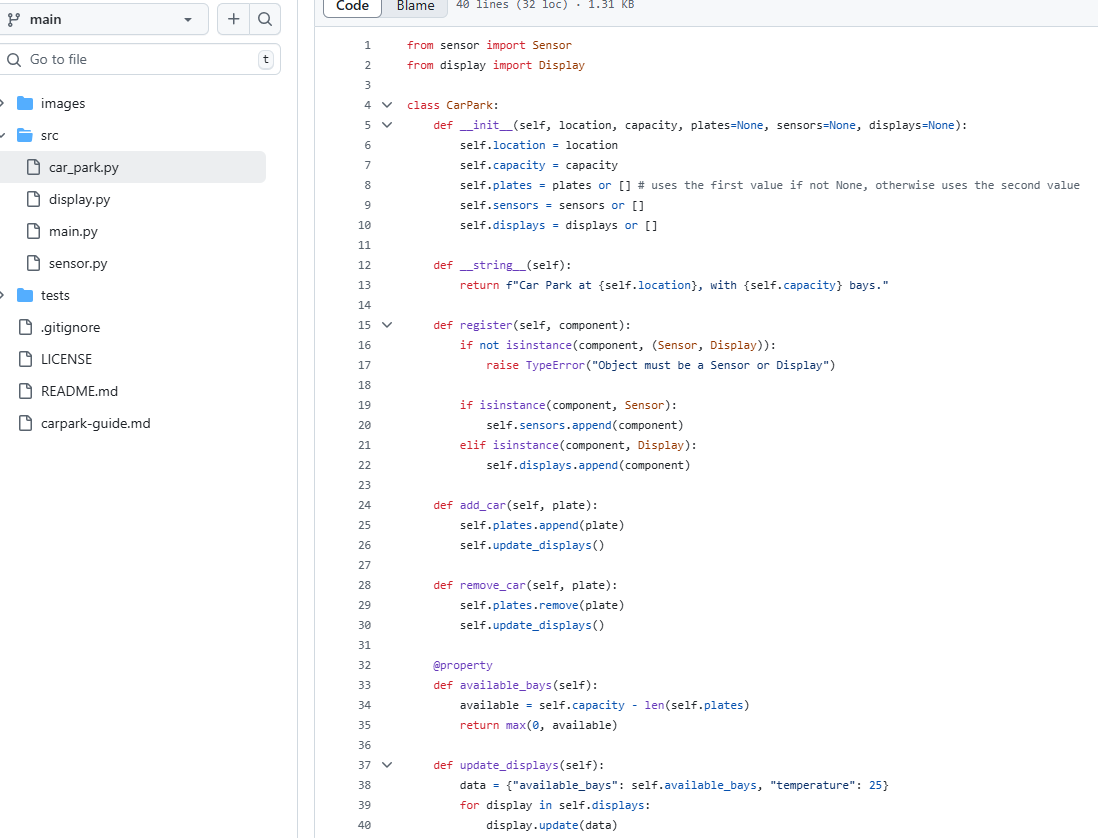 main
Go to file
t
images
src
car_park.py
display.py
main.py
sensor.py
tests
.gitignore
LICENSE
README.md
carpark-guide.md
Code Blame 40 lines (32 loc) · 1.31 KB
1 from sensor import Sensor
2 from display import Display
3
4 class CarPark:
5     def __init__(self, location, capacity, plates=None, sensors=None, displays=None):
6         self.location = location
7         self.capacity = capacity
8         self.plates = plates or [] # uses the first value if not None, otherwise uses the second value
9         self.sensors = sensors or []
10         self.displays = displays or []
11
12     def __string__(self):
13         return f"Car Park at {self.location}, with {self.capacity} bays."
14
15     def register(self, component):
16         if not isinstance(component, (Sensor, Display)):
17             raise TypeError("Object must be a Sensor or Display")
18
19         if isinstance(component, Sensor):
20             self.sensors.append(component)
21         elif isinstance(component, Display):
22             self.displays.append(component)
23
24     def add_car(self, plate):
25         self.plates.append(plate)
26         self.update_displays()
27
28     def remove_car(self, plate):
29         self.plates.remove(plate)
30         self.update_displays()
31
32     @property
33     def available_bays(self):
34         available = self.capacity - len(self.plates)
35         return max(0, available)
36
37     def update_displays(self):
38         data = {"available_bays": self.available_bays, "temperature": 25}
39         for display in self.displays:
40             display.update(data)